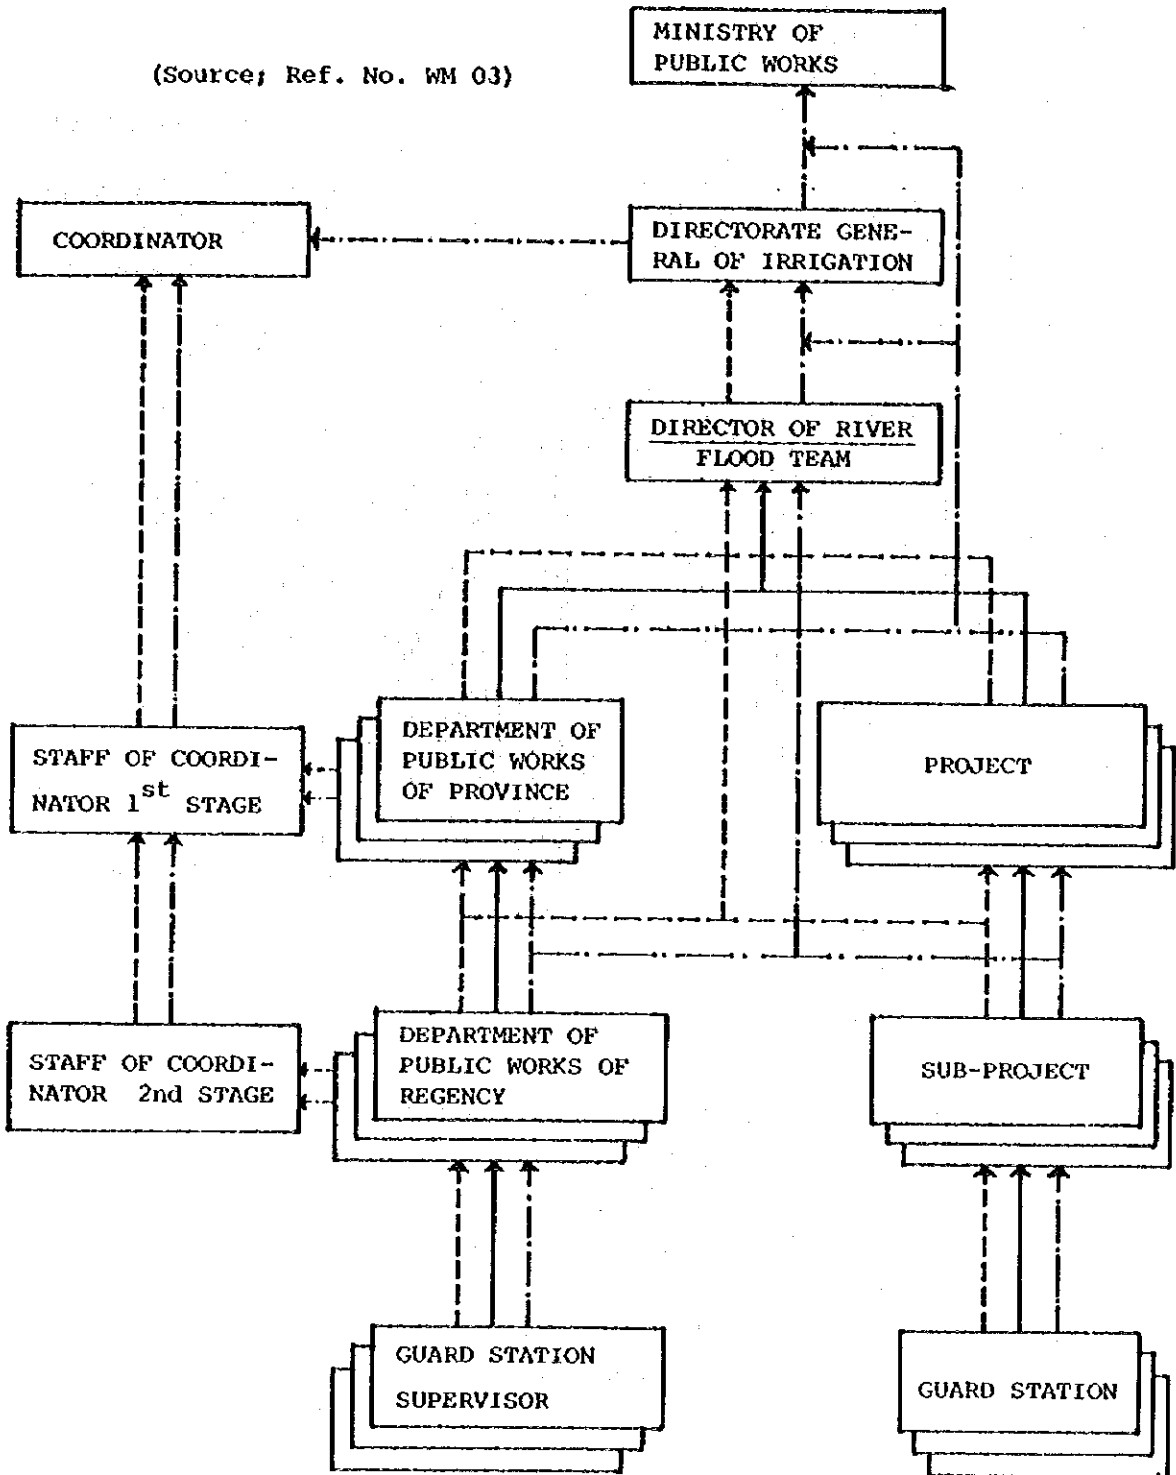 MINISTRY OF
PUBLIC WORKS
(Source; Ref. No. WM 03)
COORDINATOR
DIRECTORATE GENE-
RAL OF IRRIGATION
DIRECTOR OF RIVER
FLOOD TEAM
STAFF OF COORDI-
NATOR 1st STAGE
DEPARTMENT OF
PUBLIC WORKS
OF PROVINCE
PROJECT
STAFF OF COORDI-
NATOR 2nd STAGE
DEPARTMENT OF
PUBLIC WORKS OF
REGENCY
SUB-PROJECT
GUARD STATION
SUPERVISOR
GUARD STATION